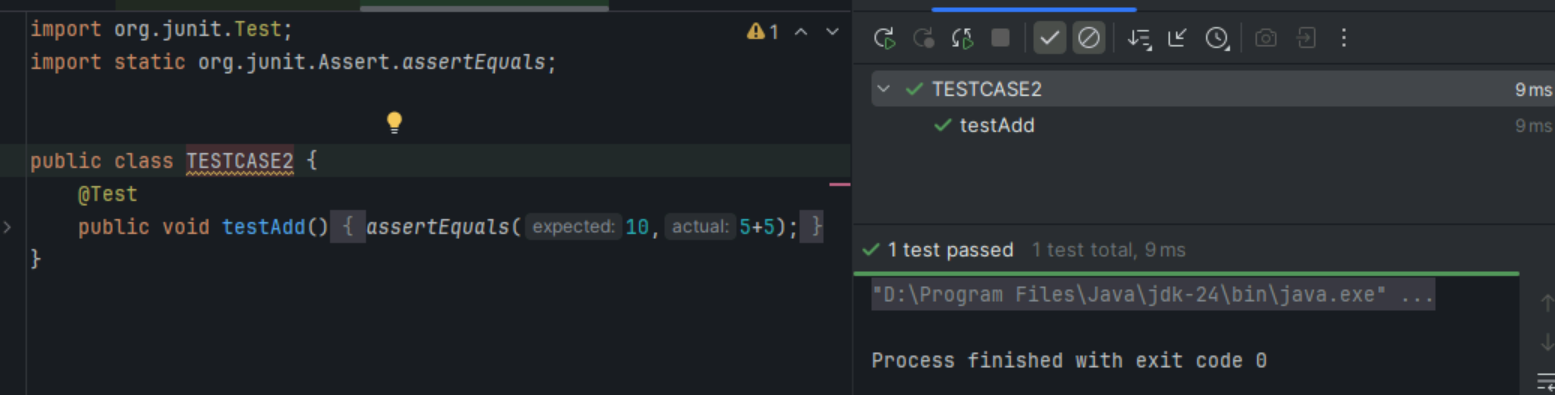 import org.junit.Test;
import static org.junit.Assert.assertEquals;
1
public class TESTCASE2 {
@Test
public void testAdd() { assertEquals( expected: 10, actual: 5+5); }
}
TESTCASE2 9 ms
testAdd 9 ms
1 test passed 1 test total, 9 ms
"D:\Program Files\Java\jdk-24\bin\java.exe" ...
Process finished with exit code 0